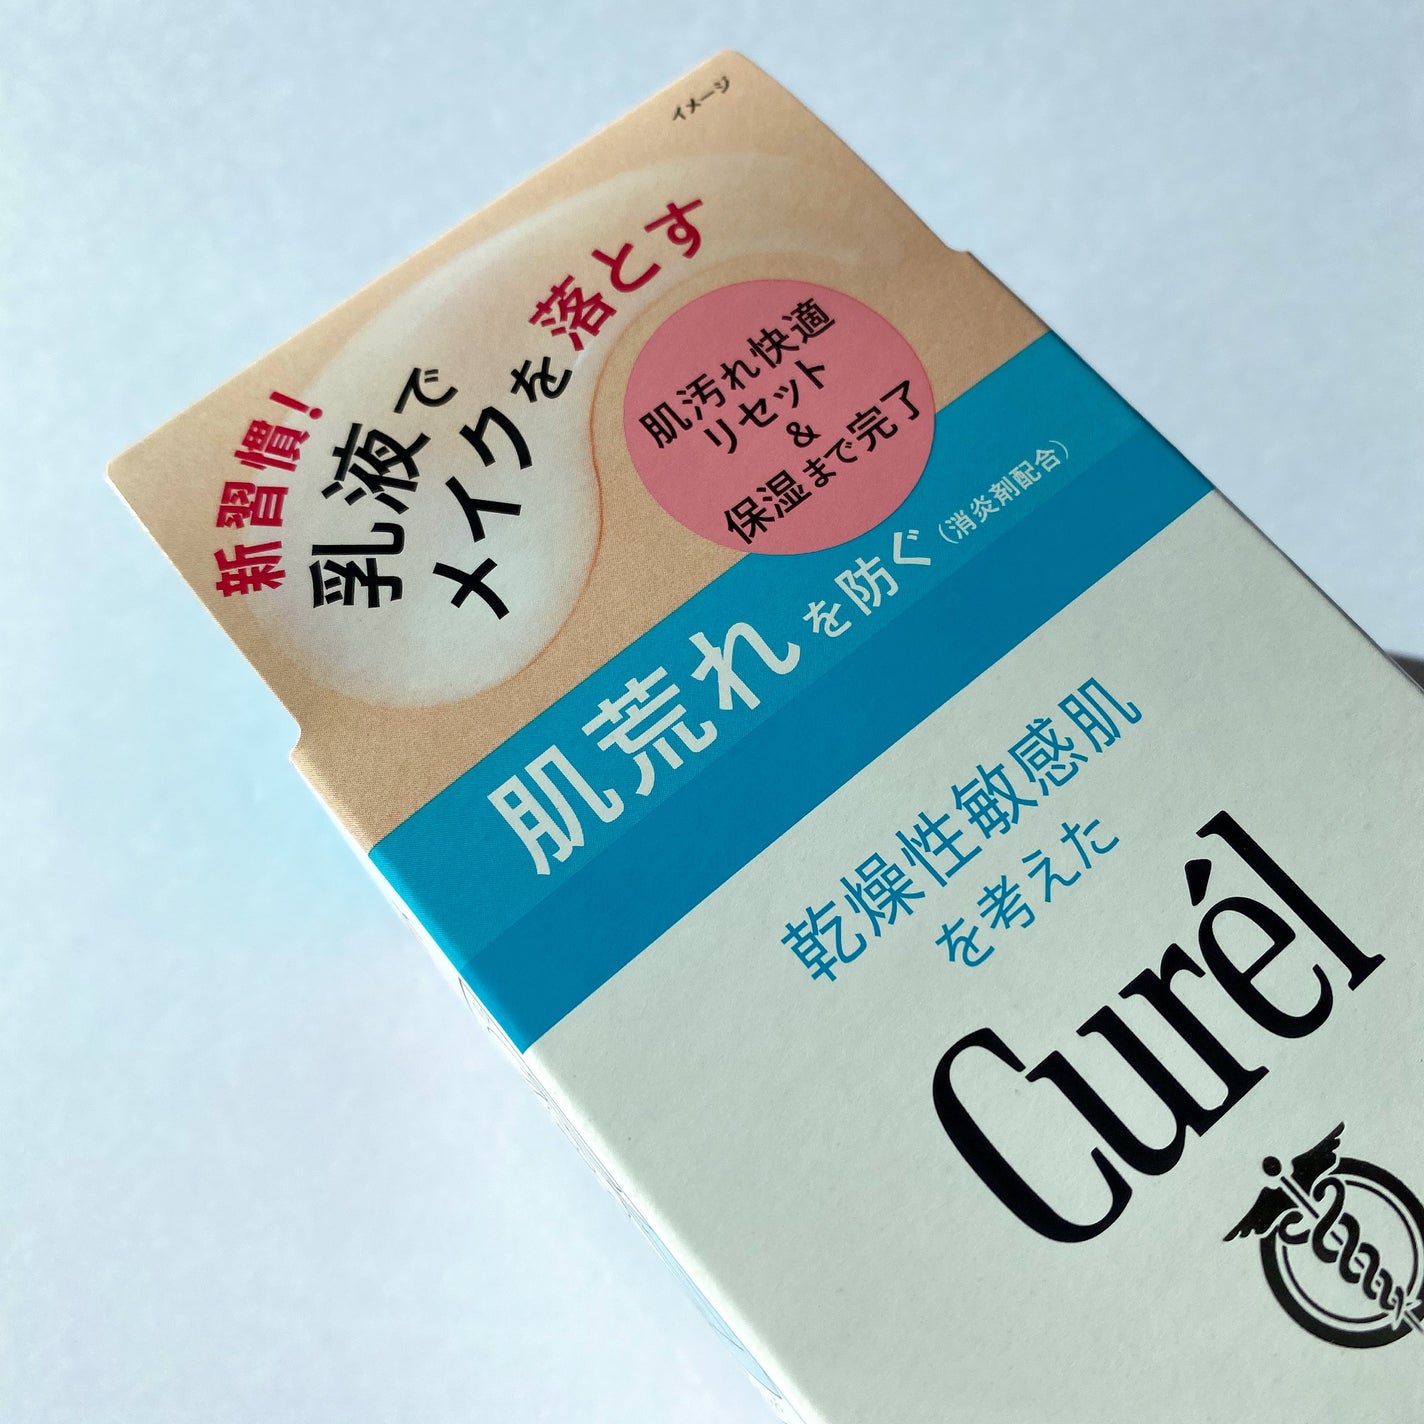 イメージ
新習慣!
乳液で
メイクを落とす
肌汚れ快適
リセット
&
保湿まで完了
肌荒れを防ぐ(消炎剤配合)
乾燥性敏感肌
を考えた
Curél